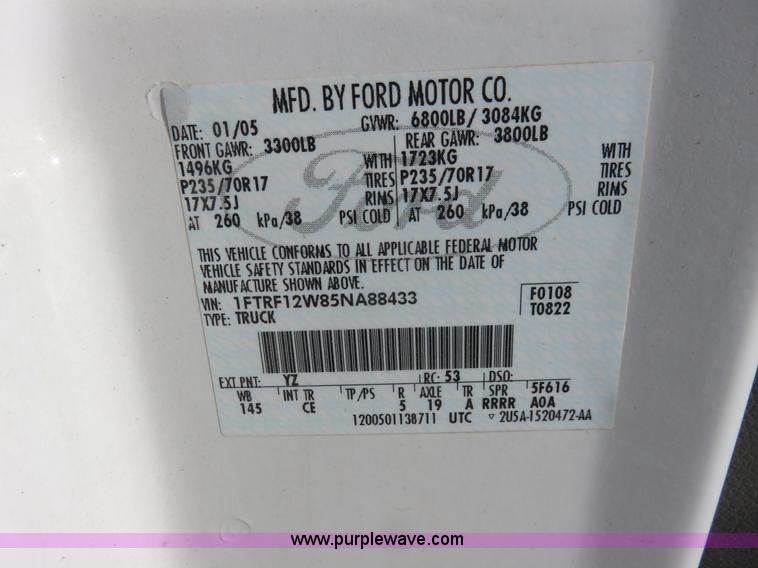 MFD. BY FORD MOTOR CO.
DATE: 01/05 GVWR: 6800LB/ 3084KG
FRONT GAWR: 3300LB REAR GAWR: 3800LB
1496KG WITH 1723KG WITH
P235/70R17 TIRES P235/70R17 TIRES
17X7.5J RIMS 17X7.5J RIMS
AT 260 kPa/38 PSI COLD AT 260 kPa/38 PSI COLD
Ford
THIS VEHICLE CONFORMS TO ALL APPLICABLE FEDERAL MOTOR
VEHICLE SAFETY STANDARDS IN EFFECT ON THE DATE OF
MANUFACTURE SHOWN ABOVE.
VIN: 1FTRF12W85NA88433 F0108
TYPE: TRUCK T0822
EXT PNT: YZ RC: 53 DSO:
WB INT TR TP/PS R AXLE TR SPR 5F616
145 CE 5 19 A RRRR A0A
1200501138711 UTC ▽ 2U5A-1520472-AA
www.purplewave.com